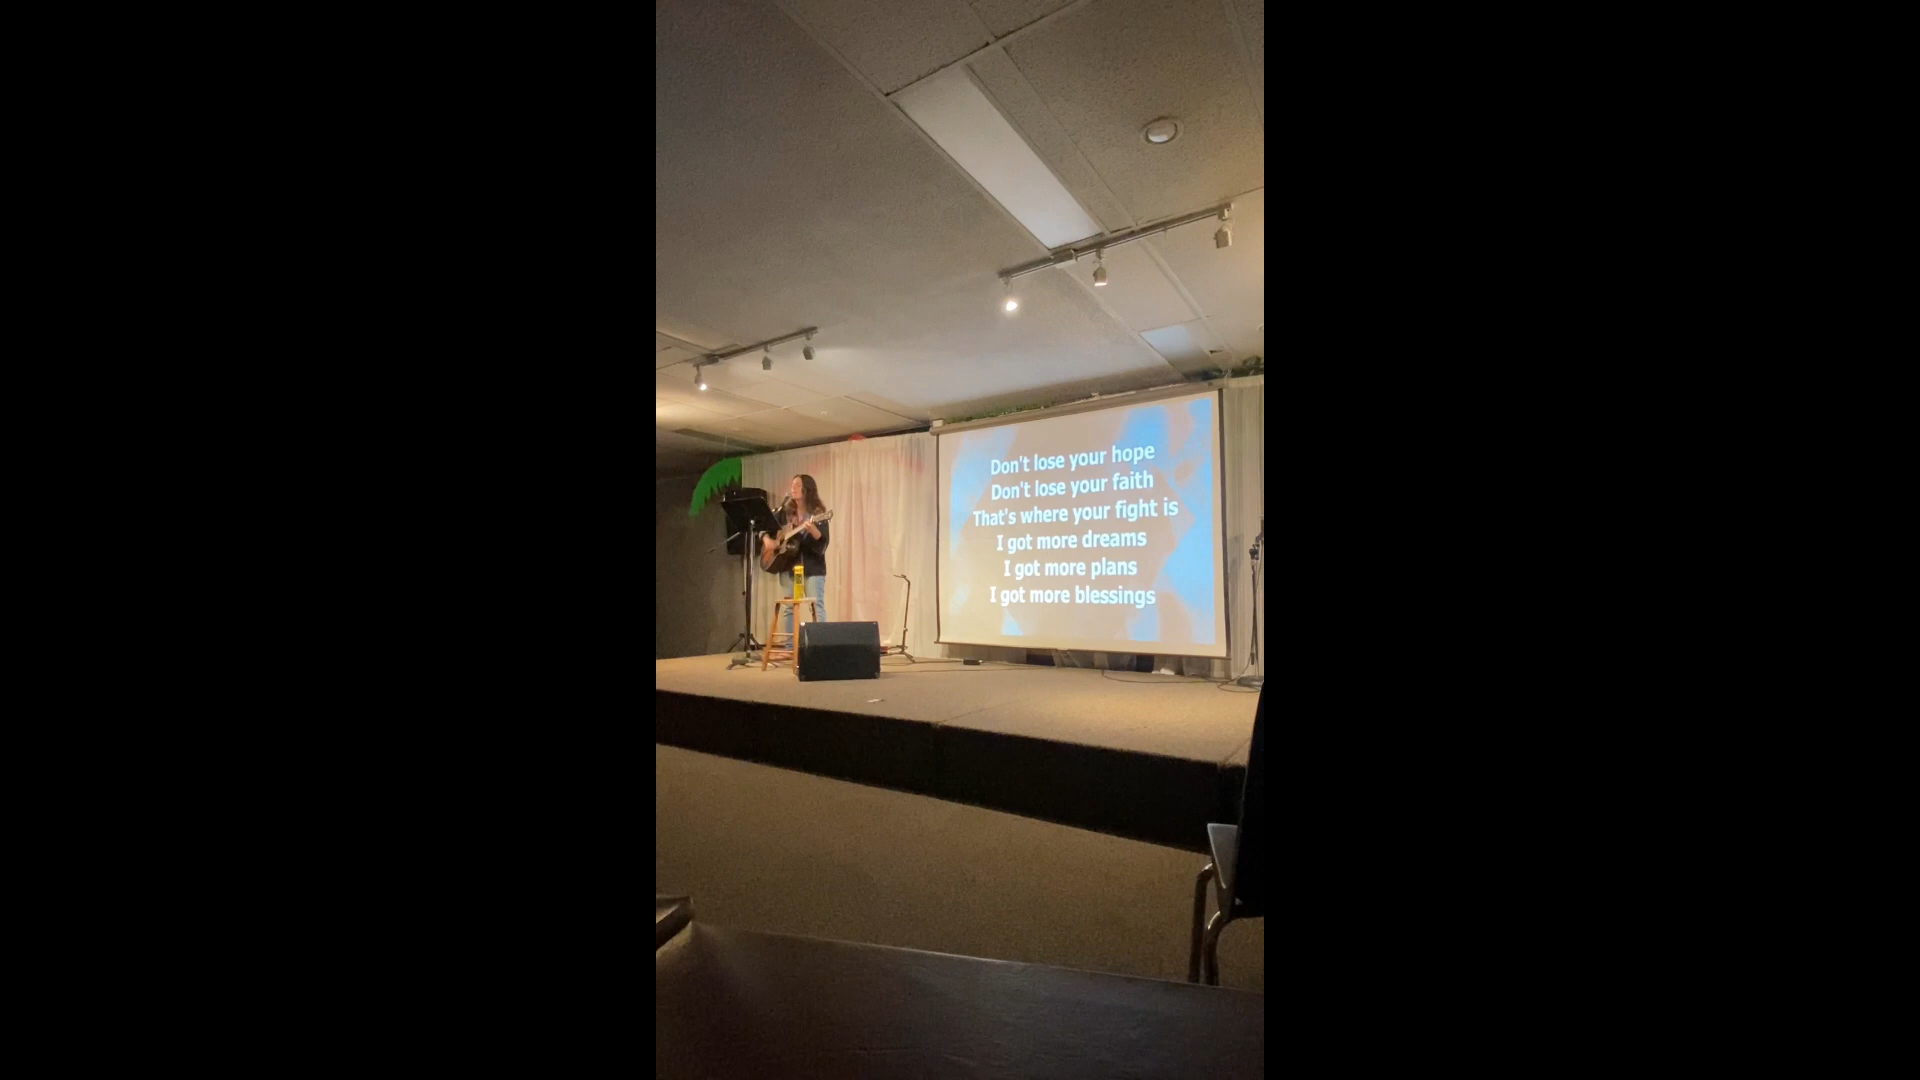 Don't lose your hope
Don't lose your faith
That's where your fight is
I got more dreams
I got more plans
I got more blessings